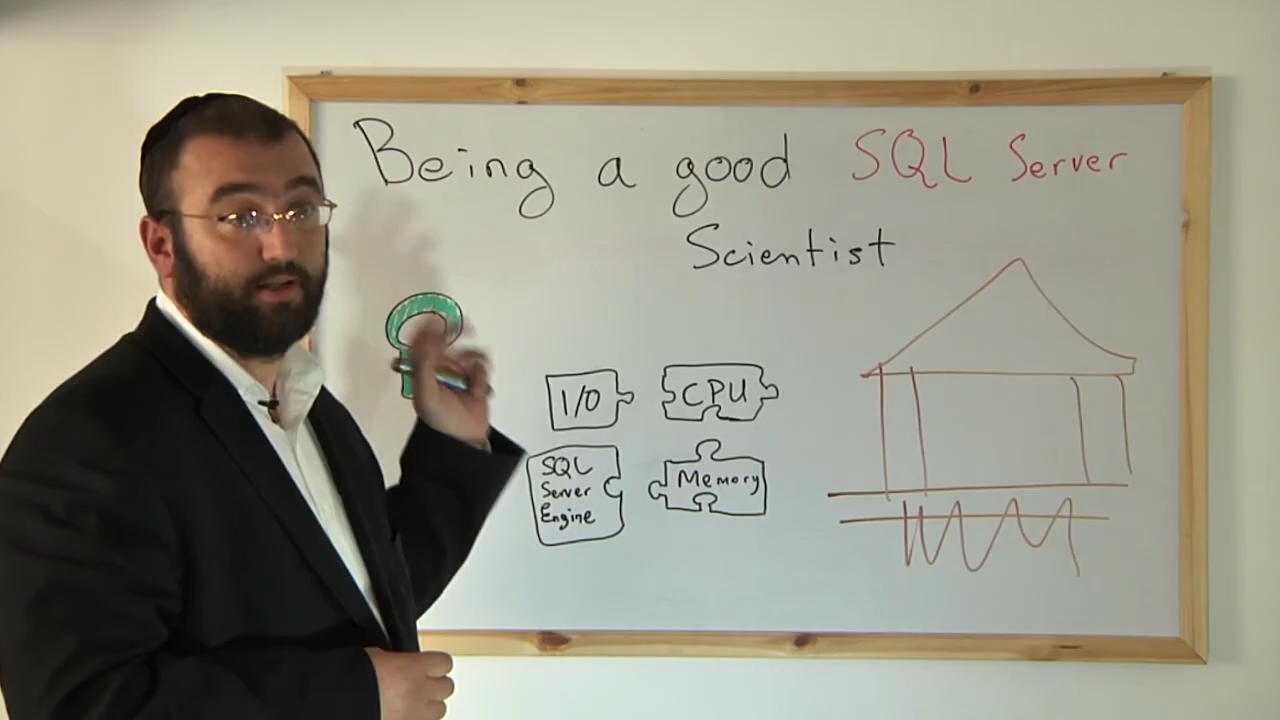 Being a good SQL Server
Scientist
I/O
CPU
SQL
Server
Engine
Memory